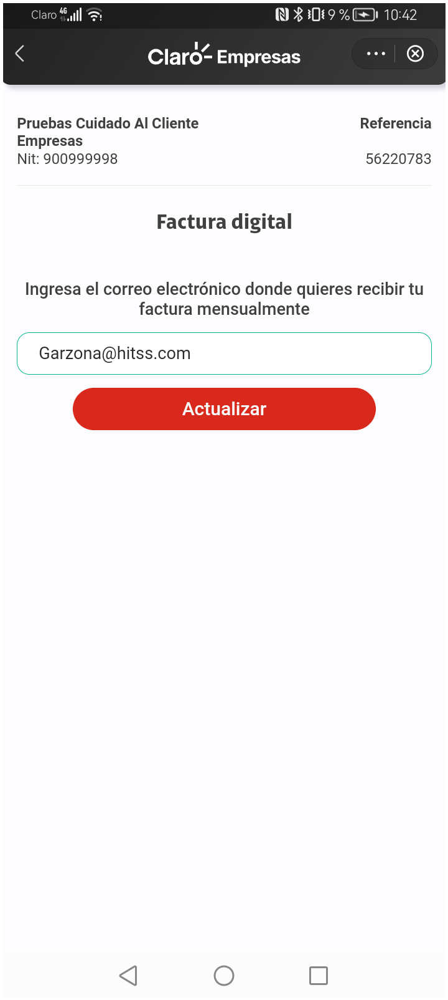 Claro 4G 9 % 10:42
Claro- Empresas
Pruebas Cuidado Al Cliente Referencia
Empresas
Nit: 900999998 56220783
Factura digital
Ingresa el correo electrónico donde quieres recibir tu
factura mensualmente
Garzona@hitss.com
Actualizar